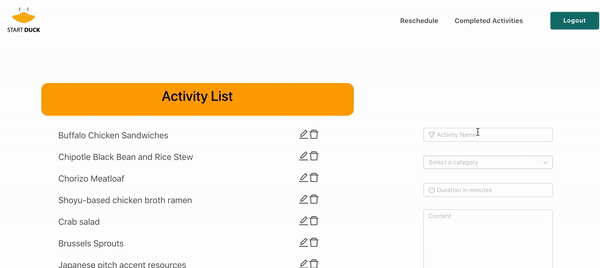 START DUCK
Reschedule
Completed Activities
Logout
Activity List
Buffalo Chicken Sandwiches
Chipotle Black Bean and Rice Stew
Chorizo Meatloaf
Shoyu-based chicken broth ramen
Crab salad
Brussels Sprouts
Japanese pitch accent resources
Activity Name
Select a category
Duration in minutes
Content